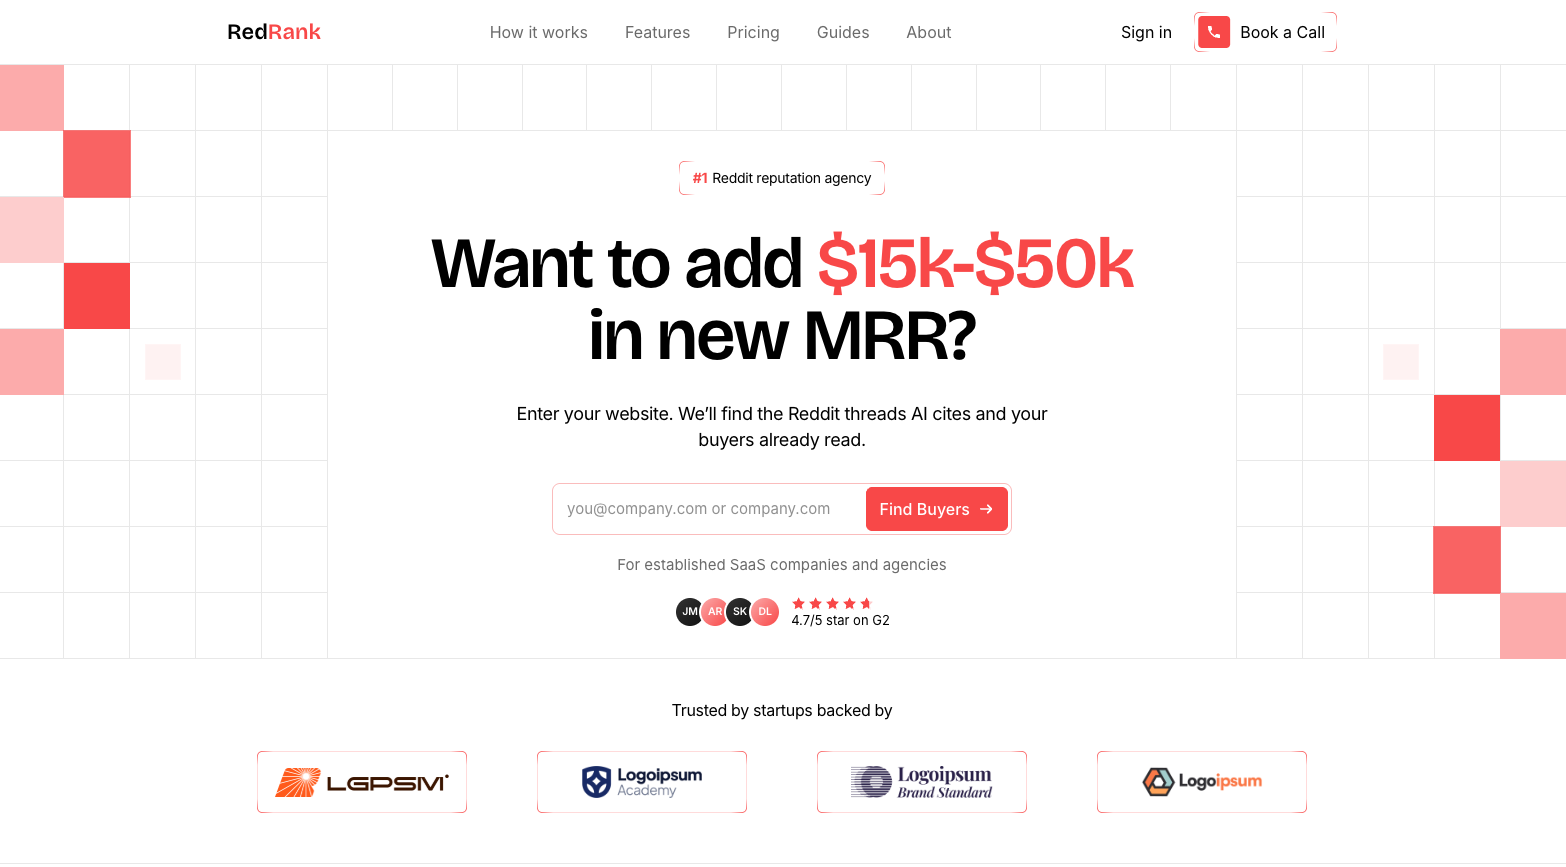 RedRank
How it works
Features
Pricing
Guides
About
Sign in
Book a Call
#1 Reddit reputation agency
Want to add $15k-$50k
in new MRR?
Enter your website. We’ll find the Reddit threads AI cites and your
buyers already read.
you@company.com or company.com
Find Buyers →
For established SaaS companies and agencies
JM AR SK DL
4.7/5 star on G2
Trusted by startups backed by
LGPSM
Logoipsum
Academy
Logoipsum
Brand Standard
Logoipsum